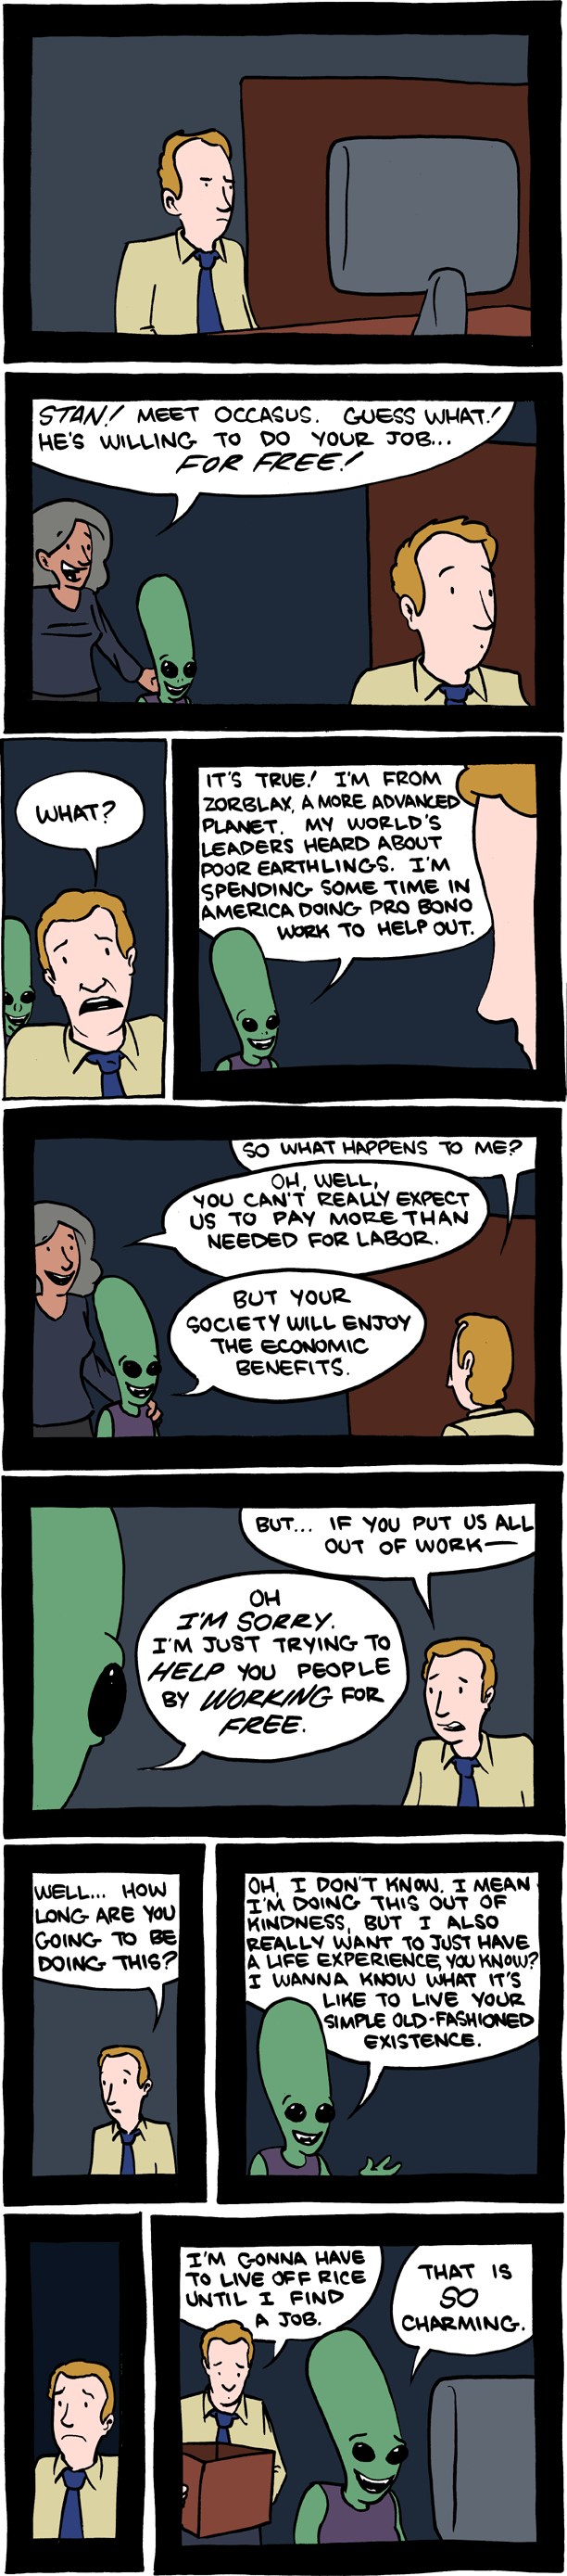 STAN! MEET OCCASUS. GUESS WHAT!
HE'S WILLING TO DO YOUR JOB...
FOR FREE!
WHAT?
IT'S TRUE! I'M FROM
ZORBLAX, A MORE ADVANCED
PLANET. MY WORLD'S
LEADERS HEARD ABOUT
POOR EARTHLINGS. I'M
SPENDING SOME TIME IN
AMERICA DOING PRO BONO
WORK TO HELP OUT.
SO WHAT HAPPENS TO ME?
OH, WELL,
YOU CAN'T REALLY EXPECT
US TO PAY MORE THAN
NEEDED FOR LABOR.
BUT YOUR
SOCIETY WILL ENJOY
THE ECONOMIC
BENEFITS.
BUT... IF YOU PUT US ALL
OUT OF WORK—
OH
I'M SORRY.
I'M JUST TRYING TO
HELP YOU PEOPLE
BY WORKING FOR
FREE.
WELL... HOW
LONG ARE YOU
GOING TO BE
DOING THIS?
OH, I DON'T KNOW. I MEAN
I'M DOING THIS OUT OF
KINDNESS, BUT I ALSO
REALLY WANT TO JUST HAVE
A LIFE EXPERIENCE, YOU KNOW?
I WANNA KNOW WHAT IT'S
LIKE TO LIVE YOUR
SIMPLE OLD-FASHIONED
EXISTENCE.
I'M GONNA HAVE
TO LIVE OFF RICE
UNTIL I FIND
A JOB.
THAT IS
SO
CHARMING.